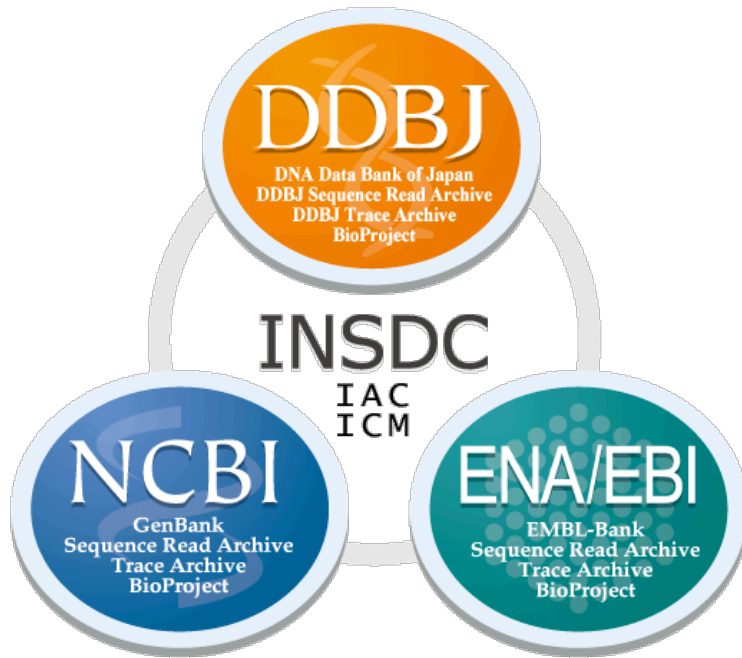 DDBJ
DNA Data Bank of Japan
DDBJ Sequence Read Archive
DDBJ Trace Archive
BioProject
INSDC
IAC
ICM
NCBI
GenBank
Sequence Read Archive
Trace Archive
BioProject
ENA/EBI
EMBL-Bank
Sequence Read Archive
Trace Archive
BioProject